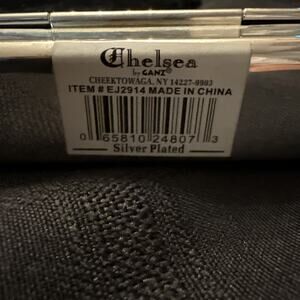 Chelsea
by GANZ®
CHEEKTOWAGA, NY 14227-9903
ITEM # EJ2914 MADE IN CHINA
0 65810 24807 3
Silver Plated